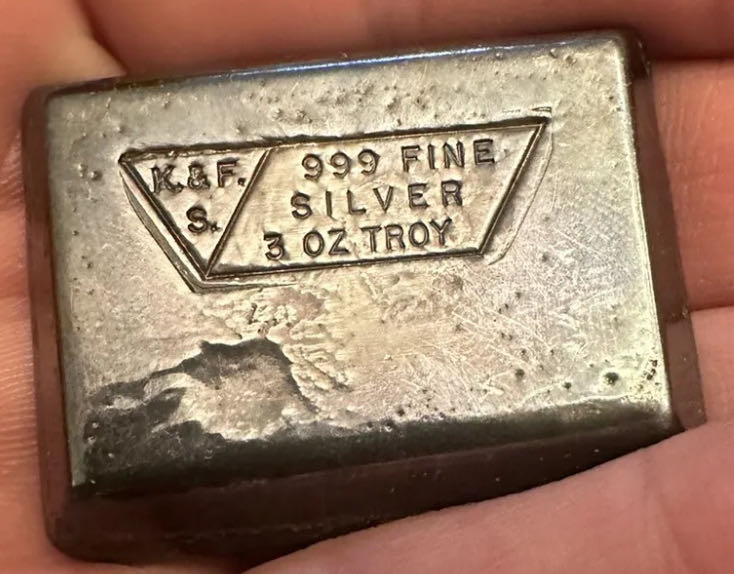 K.&F.
S.
999 FINE
SILVER
3 OZ TROY